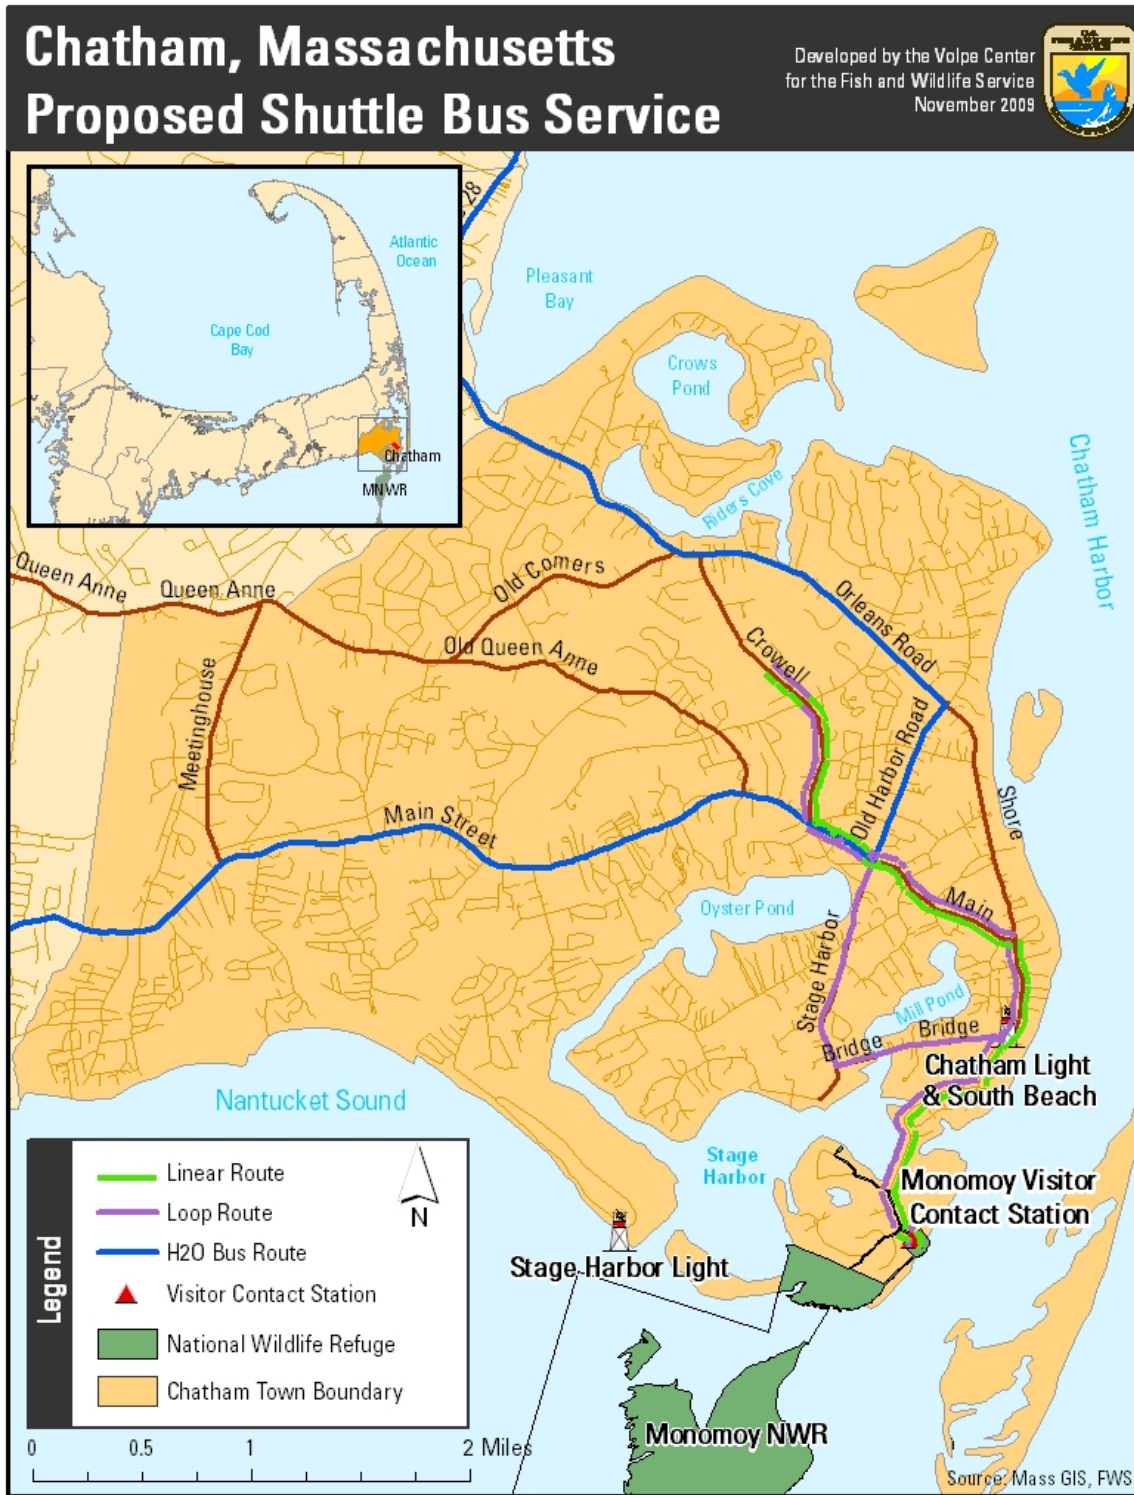 Chatham, Massachusetts
Proposed Shuttle Bus Service
Developed by the Volpe Center
for the Fish and Wildlife Service
November 2009
28
Atlantic
Ocean
Cape Cod
Bay
Chatham
MNWR
Pleasant
Bay
Crows
Pond
Riders Cove
Chatham Harbor
Queen Anne
Queen Anne
Old Comers
Old Queen Anne
Crowell
Orleans Road
Meetinghouse
Old Harbor Road
Shore
Main Street
Main
Oyster Pond
Stage Harbor
Mill Pond
Bridge
Bridge
Chatham Light
& South Beach
Nantucket Sound
Stage
Harbor
Monomoy Visitor
Contact Station
Stage Harbor Light
Monomoy NWR
Legend
Linear Route
Loop Route
H2O Bus Route
Visitor Contact Station
National Wildlife Refuge
Chatham Town Boundary
N
0 0.5 1 2 Miles
Source: Mass GIS, FWS